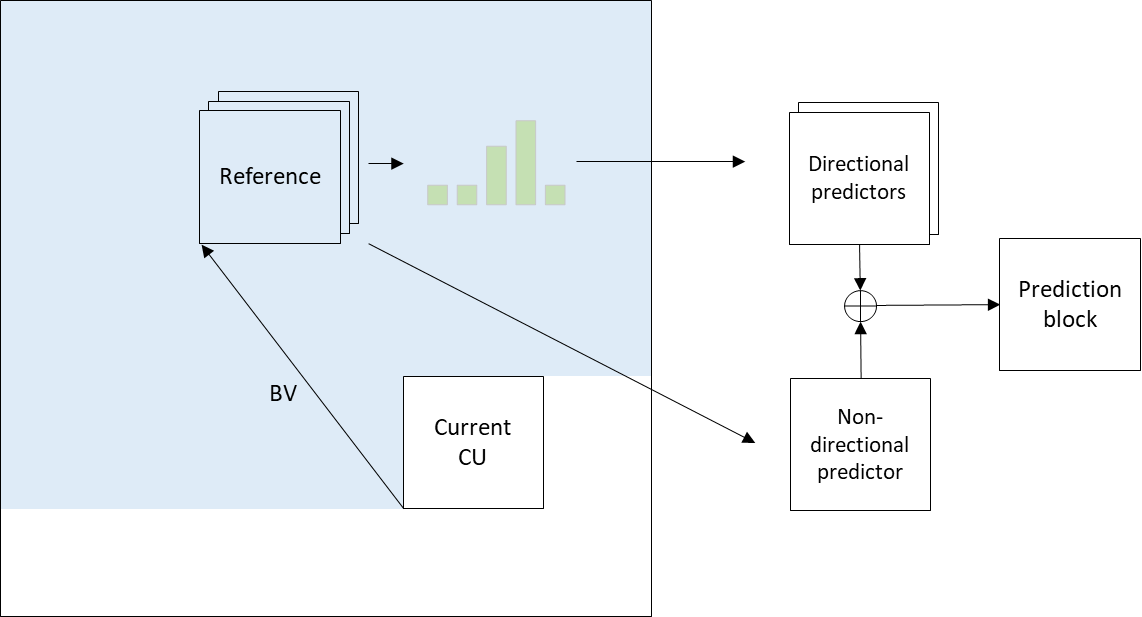 Reference
Directional
predictors
Prediction
block
BV
Current
CU
Non-
directional
predictor